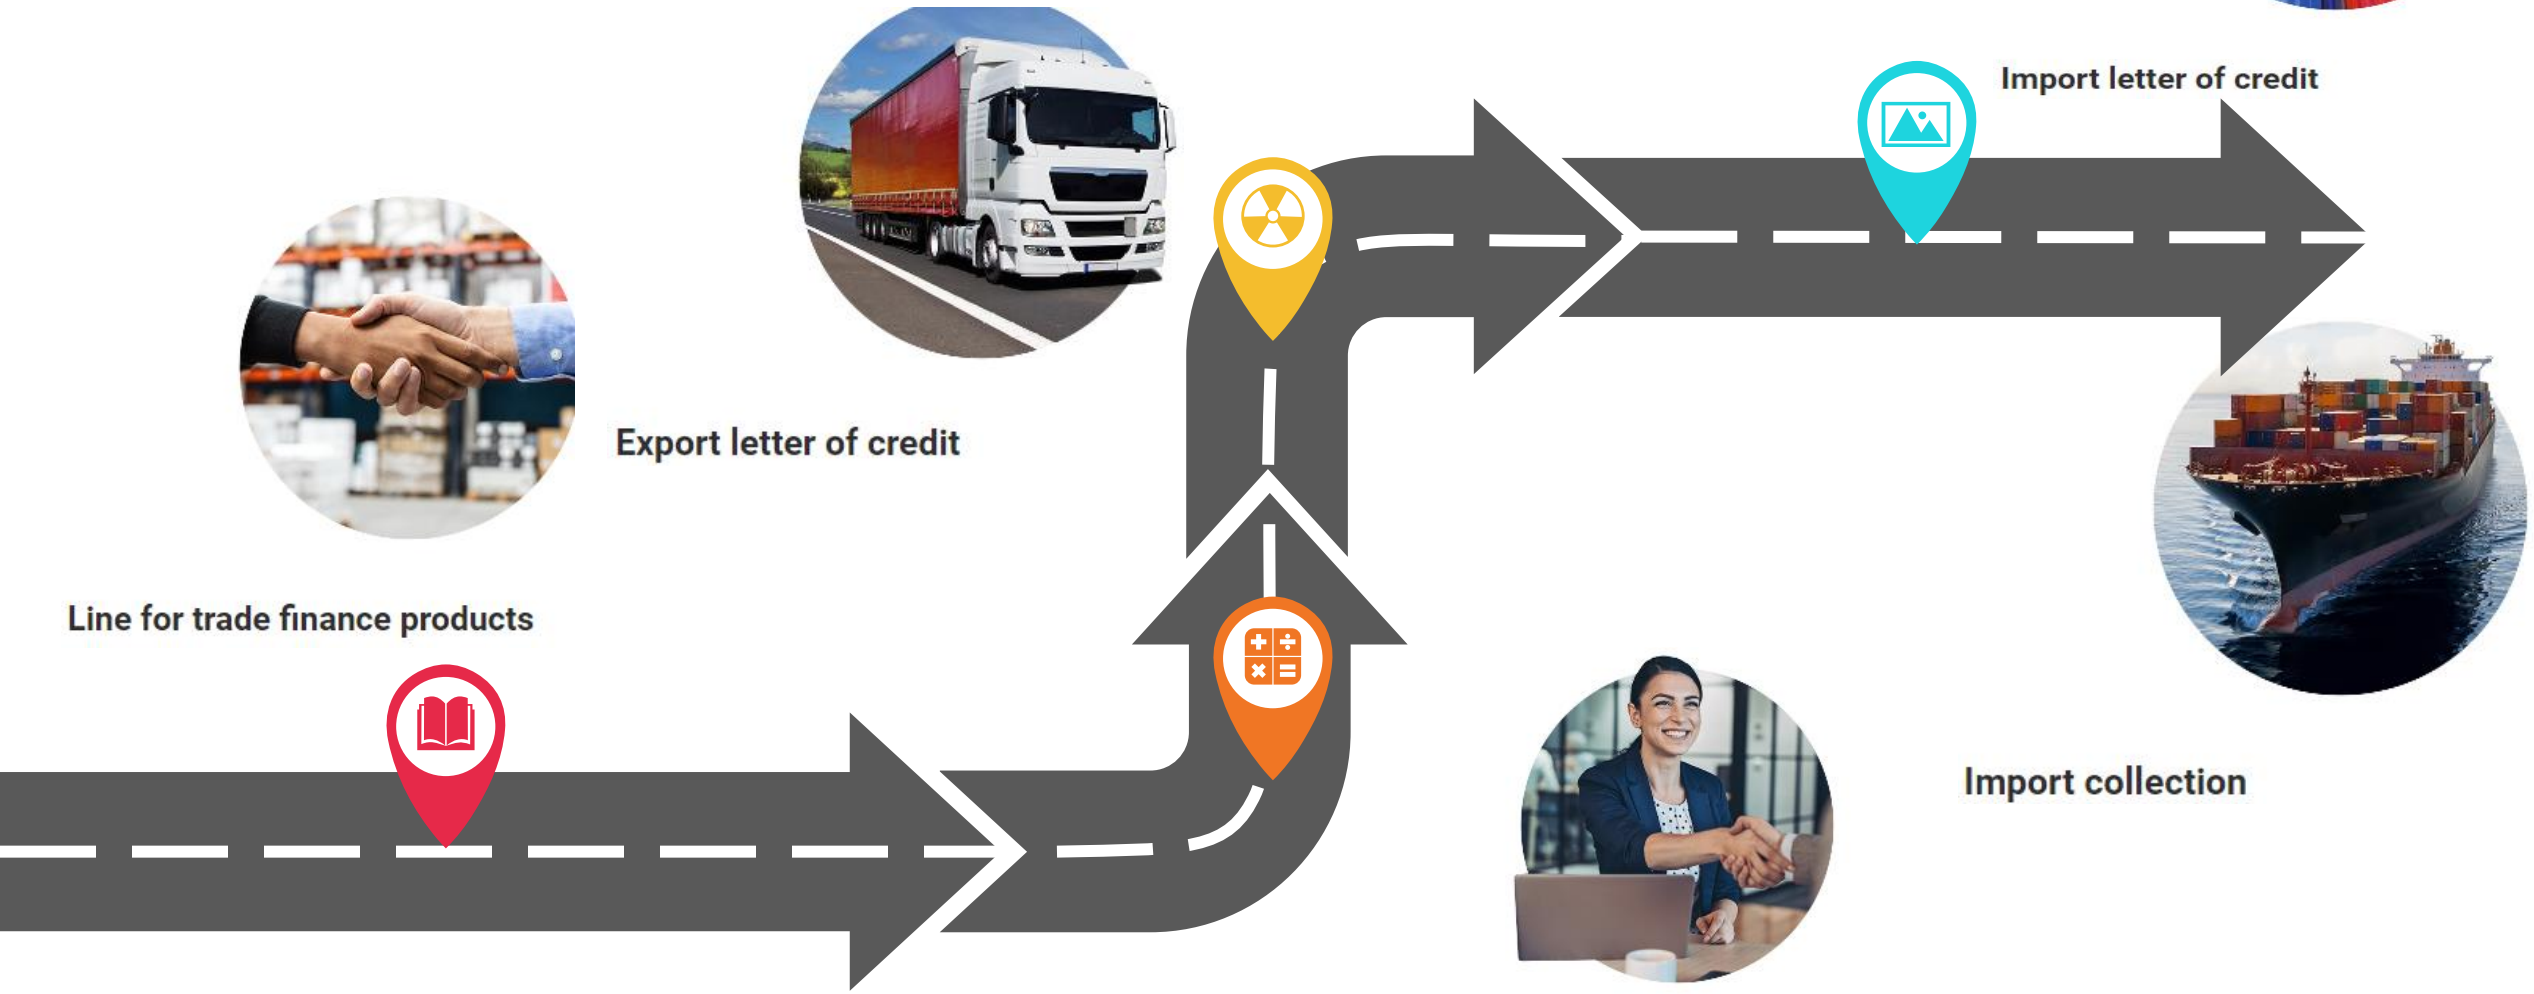 Import letter of credit
Export letter of credit
Line for trade finance products
Import collection